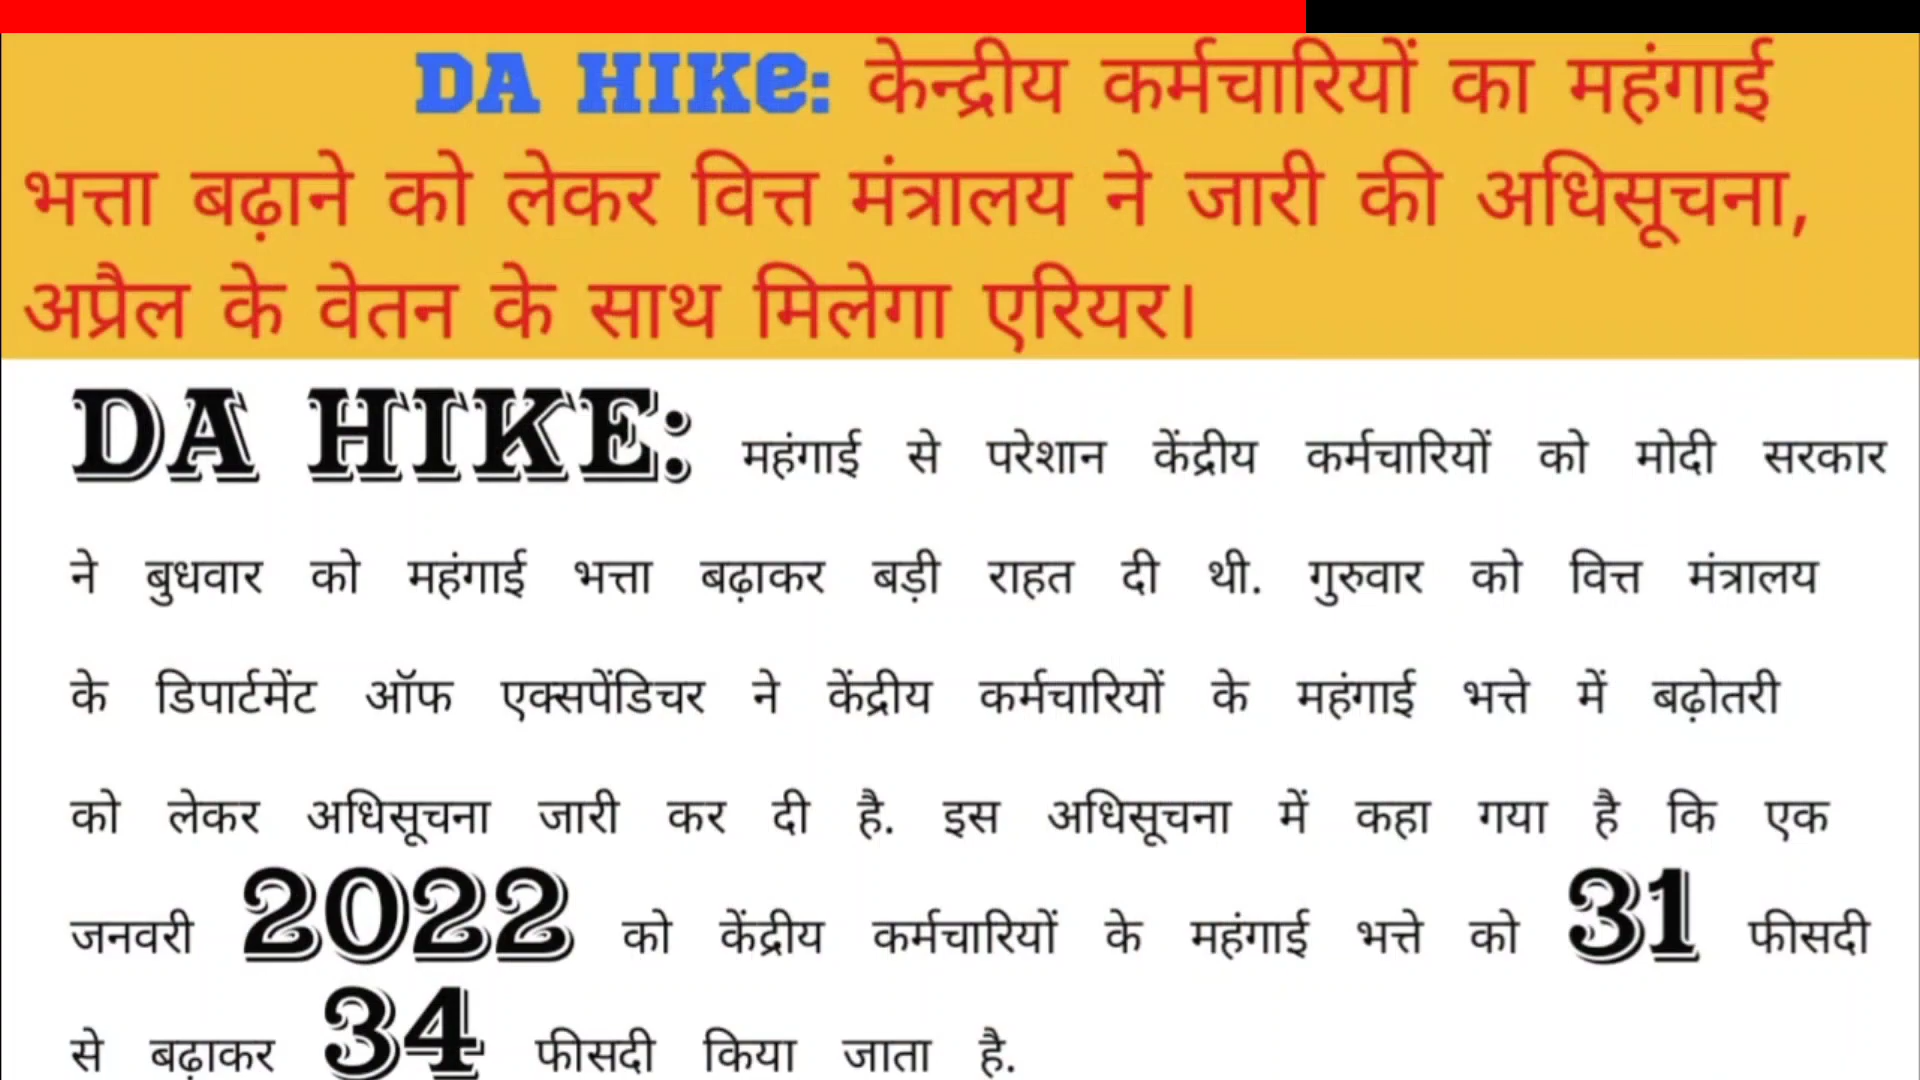 DA HIKe: केन्द्रीय कर्मचारियों का महंगाई
भत्ता बढ़ाने को लेकर वित्त मंत्रालय ने जारी की अधिसूचना,
अप्रैल के वेतन के साथ मिलेगा एरियर।
DA HIKE: महंगाई से परेशान केंद्रीय कर्मचारियों को मोदी सरकार
ने बुधवार को महंगाई भत्ता बढ़ाकर बड़ी राहत दी थी. गुरुवार को वित्त मंत्रालय
के डिपार्टमेंट ऑफ एक्सपेंडिचर ने केंद्रीय कर्मचारियों के महंगाई भत्ते में बढ़ोतरी
को लेकर अधिसूचना जारी कर दी है. इस अधिसूचना में कहा गया है कि एक
जनवरी 2022 को केंद्रीय कर्मचारियों के महंगाई भत्ते को 31 फीसदी
से बढ़ाकर 34 फीसदी किया जाता है.